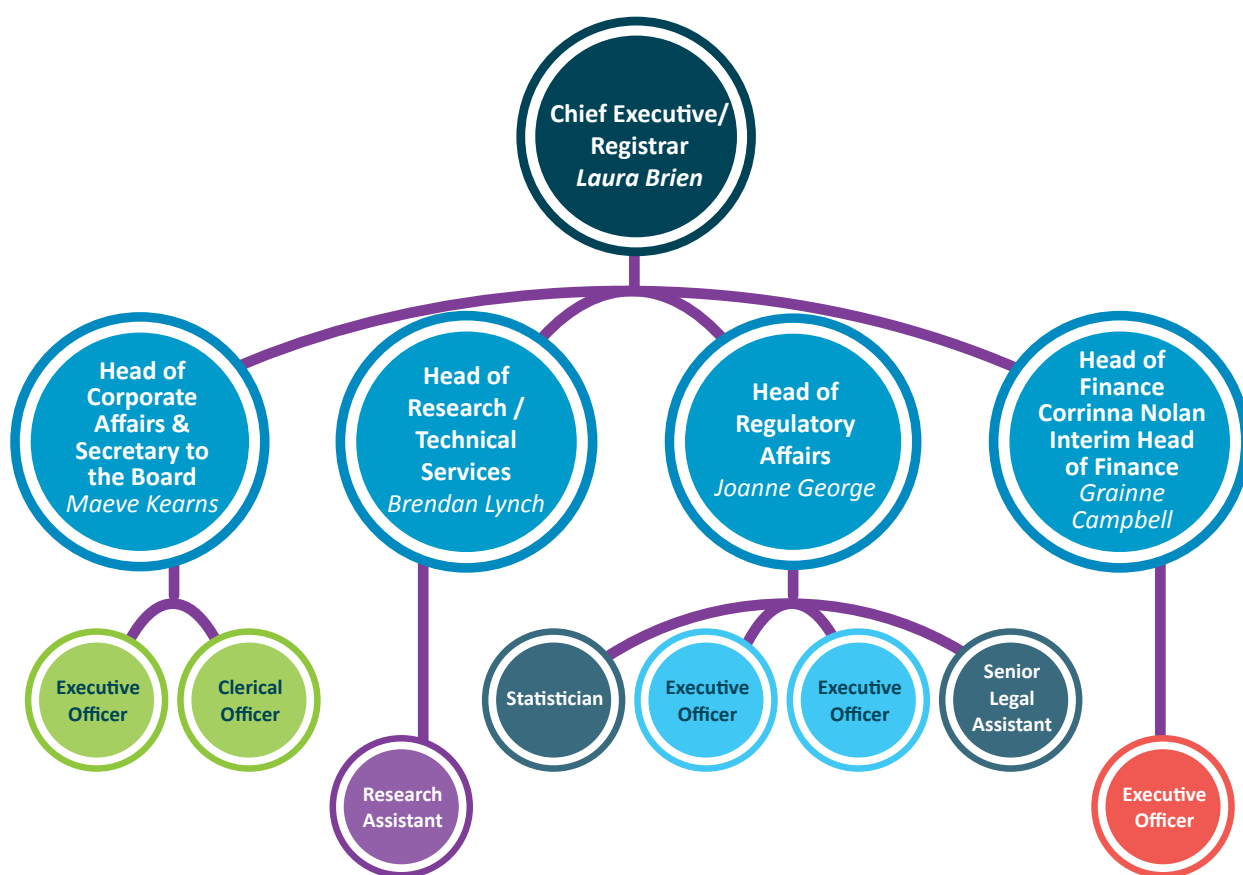 Chief Executive/
Registrar
Laura Brien
Head of
Corporate
Affairs &
Secretary to
the Board
Maeve Kearns
Head of
Research /
Technical
Services
Brendan Lynch
Head of
Regulatory
Affairs
Joanne George
Head of
Finance
Corrinna Nolan
Interim Head
of Finance
Grainne
Campbell
Executive
Officer
Clerical
Officer
Research
Assistant
Statistician
Executive
Officer
Executive
Officer
Senior
Legal
Assistant
Executive
Officer